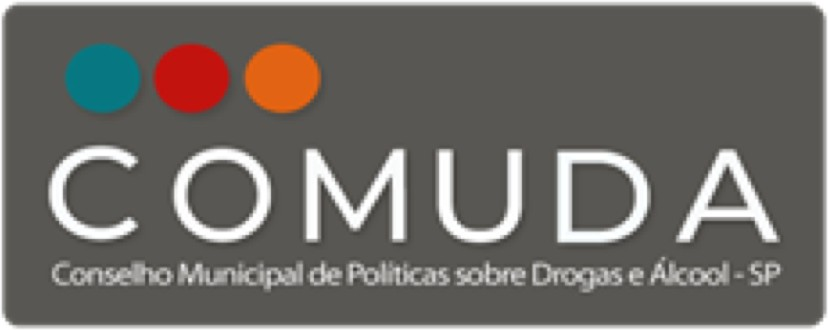 COMUDA
Conselho Municipal de Políticas sobre Drogas e Álcool - SP